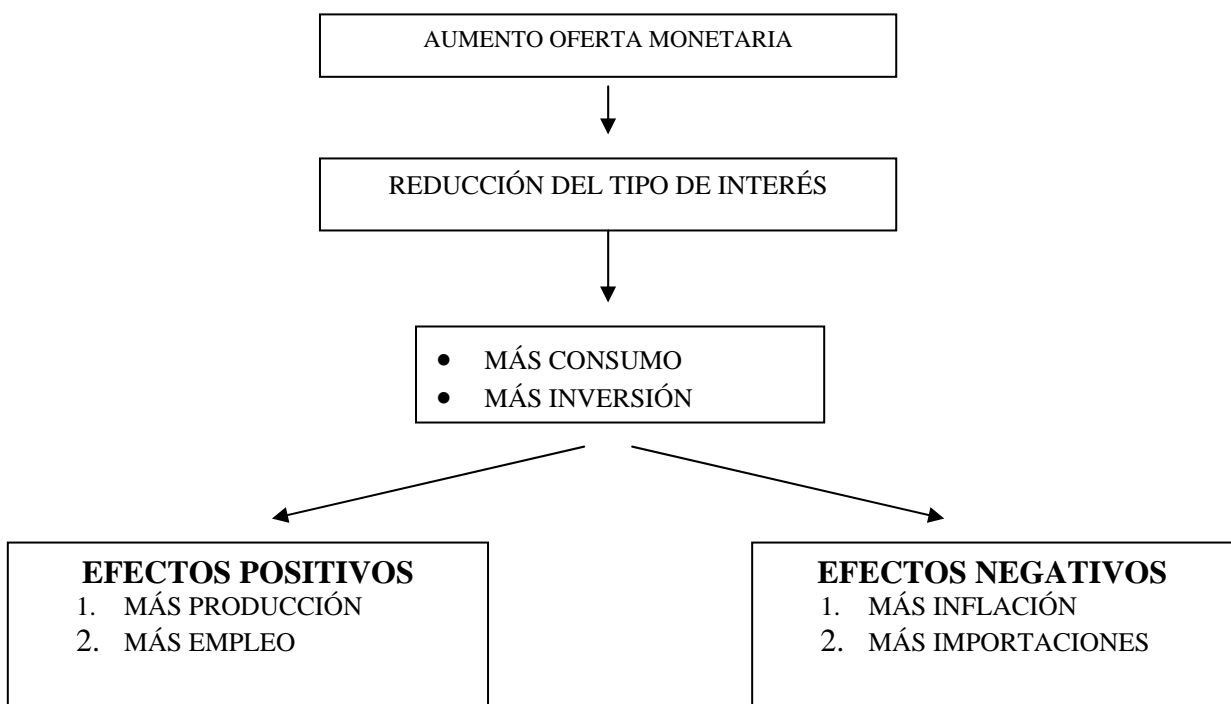 AUMENTO OFERTA MONETARIA
REDUCCIÓN DEL TIPO DE INTERÉS
• MÁS CONSUMO
• MÁS INVERSIÓN
EFECTOS POSITIVOS
1. MÁS PRODUCCIÓN
2. MÁS EMPLEO
EFECTOS NEGATIVOS
1. MÁS INFLACIÓN
2. MÁS IMPORTACIONES